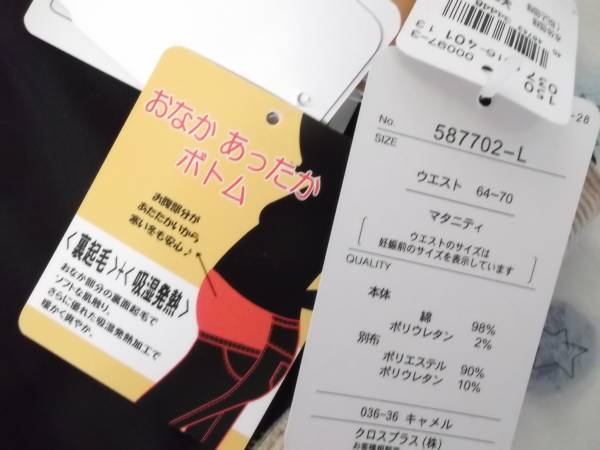 おなか あったか
ボトム
お腹部分が
あたたかいから
寒い冬も安心♪
〈裏起毛〉+〈吸湿発熱〉
おなか部分の裏面起毛で
ソフトな肌触り。
さらに優れた吸湿発熱加工で
暖かく爽やか。
No. 587702-L
SIZE
ウエスト 64-70
マタニティ
ウエストのサイズは
妊娠前のサイズを表示しています
QUALITY
本体
綿 98%
ポリウレタン 2%
別布
ポリエステル 90%
ポリウレタン 10%
036-36 キャメル
クロスプラス(株)